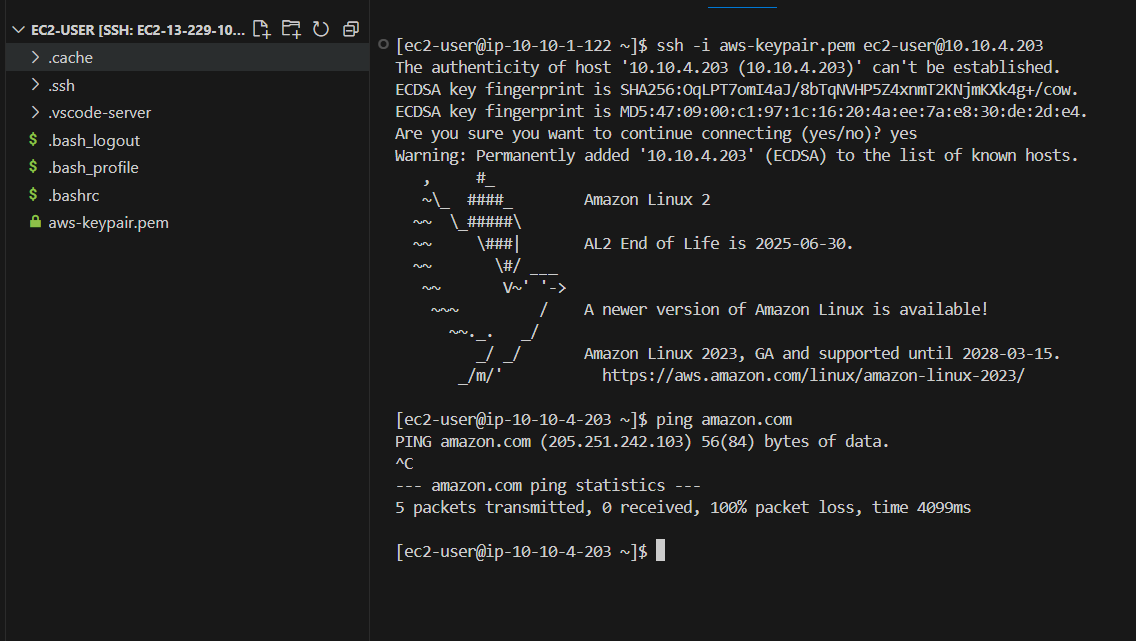 EC2-USER [SSH: EC2-13-229-10...
.cache
.ssh
.vscode-server
$ .bash_logout
$ .bash_profile
$ .bashrc
aws-keypair.pem
[ec2-user@ip-10-10-1-122 ~]$ ssh -i aws-keypair.pem ec2-user@10.10.4.203
The authenticity of host '10.10.4.203 (10.10.4.203)' can't be established.
ECDSA key fingerprint is SHA256:OqLPT7omI4aJ/8bTqNVHP5Z4xnmT2KNjmKXk4g+/cow.
ECDSA key fingerprint is MD5:47:09:00:c1:97:1c:16:20:4a:ee:7a:e8:30:de:2d:e4.
Are you sure you want to continue connecting (yes/no)? yes
Warning: Permanently added '10.10.4.203' (ECDSA) to the list of known hosts.
   ,     #_
   ~\_  ####_        Amazon Linux 2
  ~~  \_#####\
  ~~     \###|       AL2 End of Life is 2025-06-30.
  ~~       \#/ ___
   ~~       V~' '->
    ~~~         /    A newer version of Amazon Linux is available!
      ~~._.   _/
         _/ _/       Amazon Linux 2023, GA and supported until 2028-03-15.
       _/m/'           https://aws.amazon.com/linux/amazon-linux-2023/
[ec2-user@ip-10-10-4-203 ~]$ ping amazon.com
PING amazon.com (205.251.242.103) 56(84) bytes of data.
^C
--- amazon.com ping statistics ---
5 packets transmitted, 0 received, 100% packet loss, time 4099ms
[ec2-user@ip-10-10-4-203 ~]$